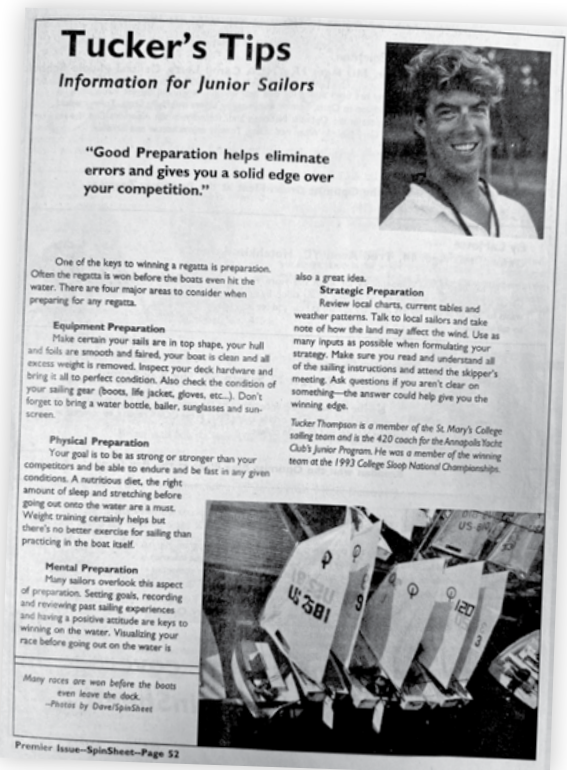 Tucker's Tips
Information for Junior Sailors
"Good Preparation helps eliminate
errors and gives you a solid edge over
your competition."
One of the keys to winning a regatta is preparation.
Often the regatta is won before the boats even hit the
water. There are four major areas to consider when
preparing for any regatta.
Equipment Preparation
Make certain your sails are in top shape, your hull
and foils are smooth and faired, your boat is clean and all
excess weight is removed. Inspect your deck hardware and
bring it all to perfect condition. Also check the condition of
your sailing gear (boots, life jacket, gloves, etc...). Don't
forget to bring a water bottle, bailer, sunglasses and sun-
screen.
Physical Preparation
Your goal is to be as strong or stronger than your
competitors and be able to endure and be fast in any given
conditions. A nutritious diet, the right
amount of sleep and stretching before
going out onto the water are a must.
Weight training certainly helps but
there's no better exercise for sailing than
practicing in the boat itself.
Mental Preparation
Many sailors overlook this aspect
of preparation. Setting goals, recording
and reviewing past sailing experiences
and having a positive attitude are keys to
winning on the water. Visualizing your
race before going out on the water is
also a great idea.
Strategic Preparation
Review local charts, current tables and
weather patterns. Talk to local sailors and take
note of how the land may affect the wind. Use as
many inputs as possible when formulating your
strategy. Make sure you read and understand all
of the sailing instructions and attend the skipper's
meeting. Ask questions if you aren't clear on
something—the answer could help give you the
winning edge.
Tucker Thompson is a member of the St. Mary's College
sailing team and is the 420 coach for the Annapolis Yacht
Club's Junior Program. He was a member of the winning
team at the 1993 College Sloop National Championships.
US
120
Many races are won before the boats
even leave the dock.
--Photos by Dave/SpinSheet
Premier Issue--SpinSheet--Page 52